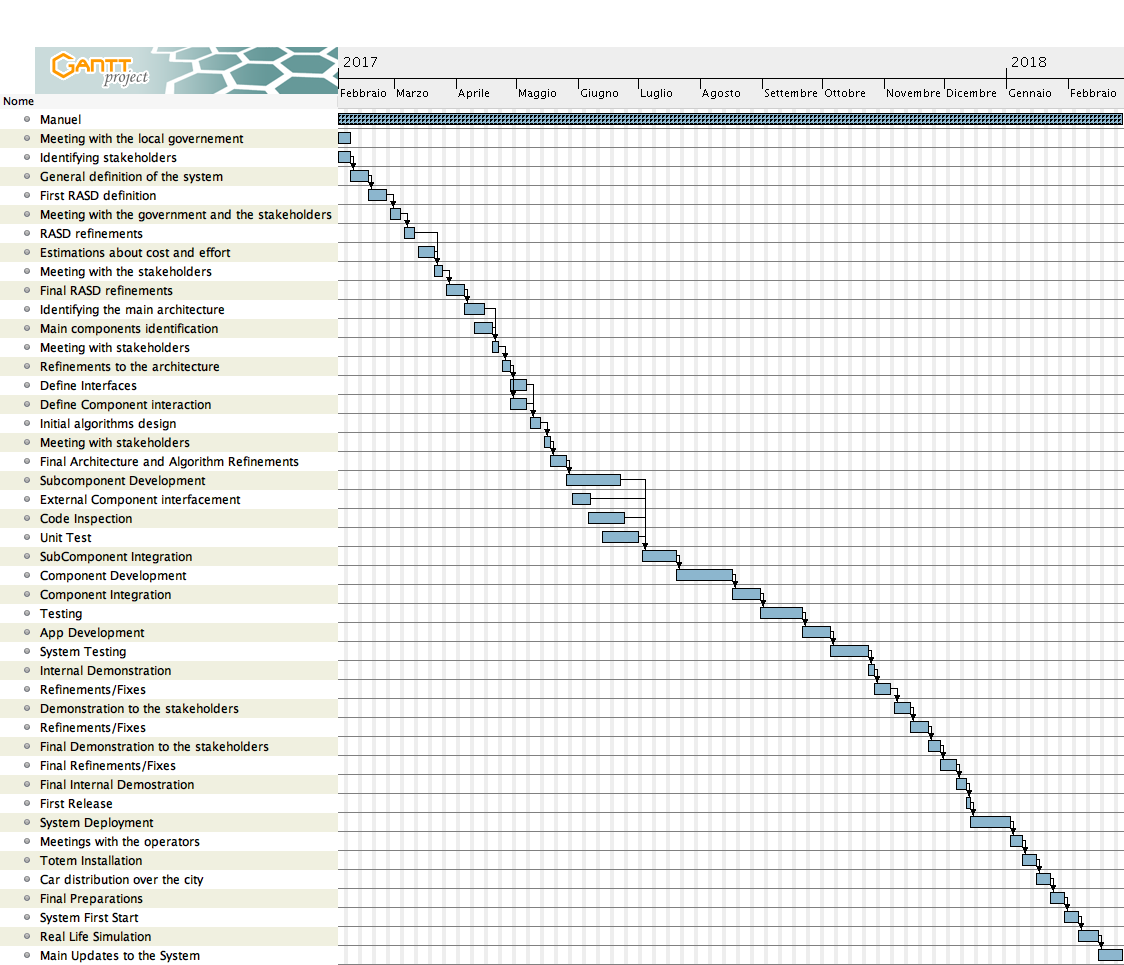 GANTT
project
2017
2018
Febbraio Marzo Aprile Maggio Giugno Luglio Agosto Settembre Ottobre Novembre Dicembre Gennaio Febbraio
Nome
Manuel
Meeting with the local governement
Identifying stakeholders
General definition of the system
First RASD definition
Meeting with the government and the stakeholders
RASD refinements
Estimations about cost and effort
Meeting with the stakeholders
Final RASD refinements
Identifying the main architecture
Main components identification
Meeting with stakeholders
Refinements to the architecture
Define Interfaces
Define Component interaction
Initial algorithms design
Meeting with stakeholders
Final Architecture and Algorithm Refinements
Subcomponent Development
External Component interfacement
Code Inspection
Unit Test
SubComponent Integration
Component Development
Component Integration
Testing
App Development
System Testing
Internal Demonstration
Refinements/Fixes
Demonstration to the stakeholders
Refinements/Fixes
Final Demonstration to the stakeholders
Final Refinements/Fixes
Final Internal Demostration
First Release
System Deployment
Meetings with the operators
Totem Installation
Car distribution over the city
Final Preparations
System First Start
Real Life Simulation
Main Updates to the System